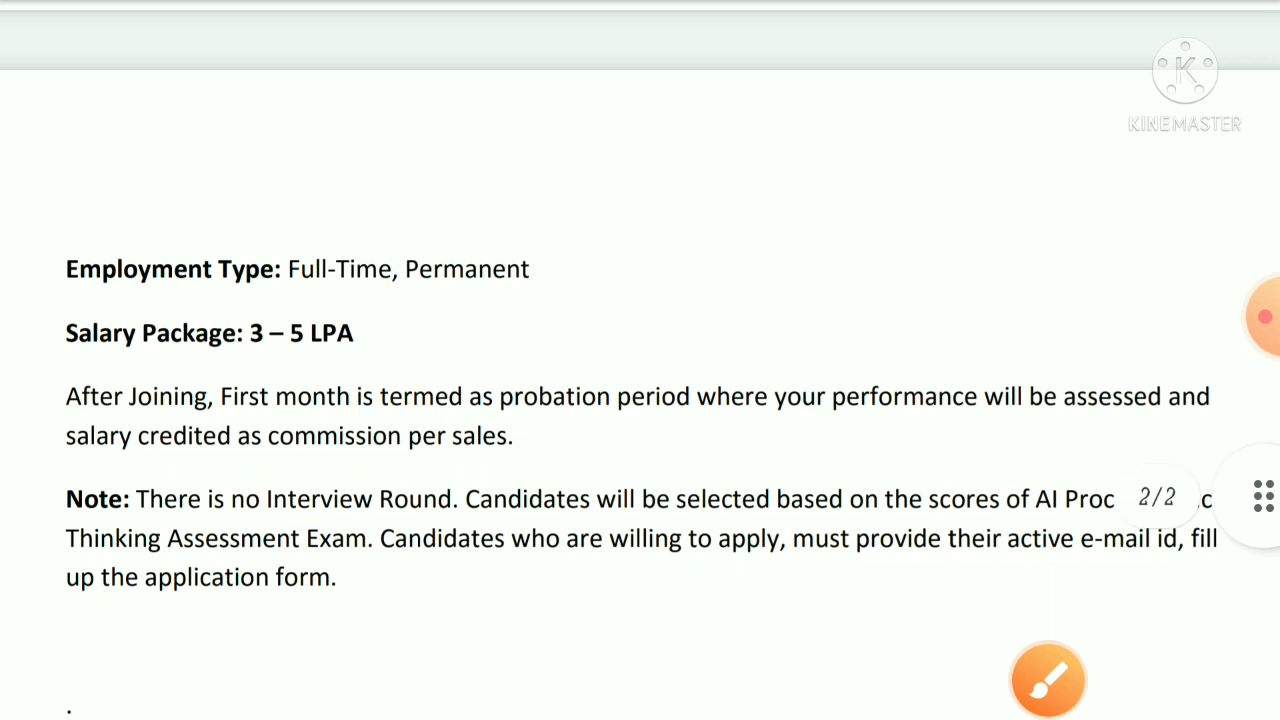 KINEMASTER
Employment Type: Full-Time, Permanent
Salary Package: 3 – 5 LPA
After Joining, First month is termed as probation period where your performance will be assessed and
salary credited as commission per sales.
Note: There is no Interview Round. Candidates will be selected based on the scores of AI
2/2
Thinking Assessment Exam. Candidates who are willing to apply, must provide their active e-mail id, fill
up the application form.
.